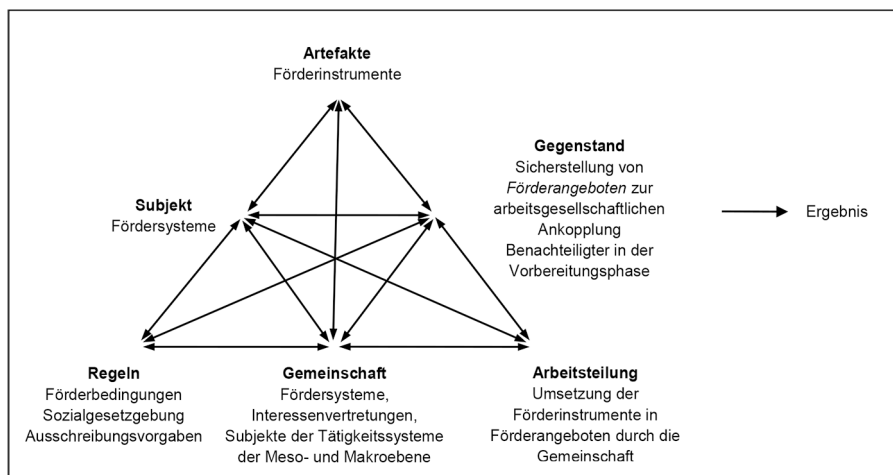 Artefakte
Förderinstrumente
Gegenstand
Sicherstellung von
Förderangeboten zur
arbeitsgesellschaftlichen
Ankopplung
Benachteiligter in der
Vorbereitungsphase
Subjekt
Fördersysteme
Ergebnis
Regeln
Förderbedingungen
Sozialgesetzgebung
Ausschreibungsvorgaben
Gemeinschaft
Fördersysteme,
Interessenvertretungen,
Subjekte der Tätigkeitssysteme
der Meso- und Makroebene
Arbeitsteilung
Umsetzung der
Förderinstrumente in
Förderangeboten durch die
Gemeinschaft